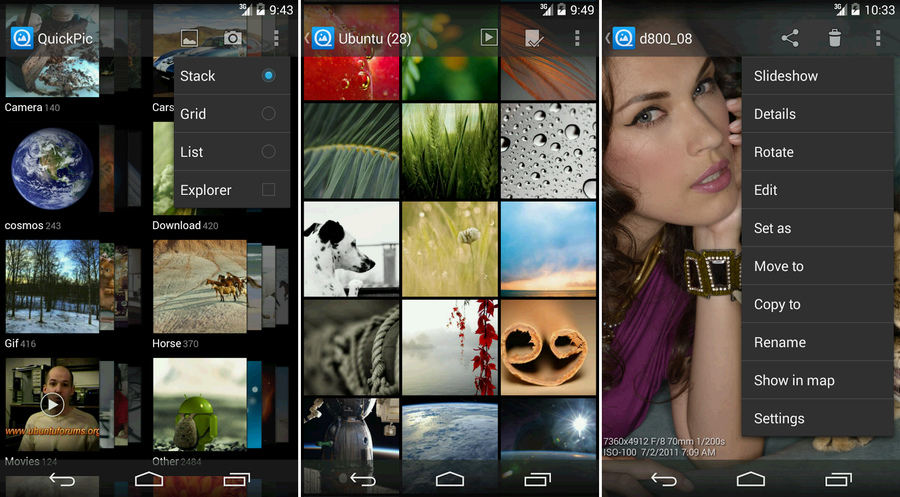 3G 9:43
QuickPic
Stack
Grid
List
Explorer
Camera 140
Cars
cosmos 243
Download 420
Gif 416
Horse 370
www.ubuntuforums.org
Movies 124
Other 2484
3G 9:49
Ubuntu (28)
3G 10:33
d800_08
Slideshow
Details
Rotate
Edit
Set as
Move to
Copy to
Rename
Show in map
Settings
7360x4912 F/8 70mm 1/200s
ISO-100 7/2/2011 7:09 AM